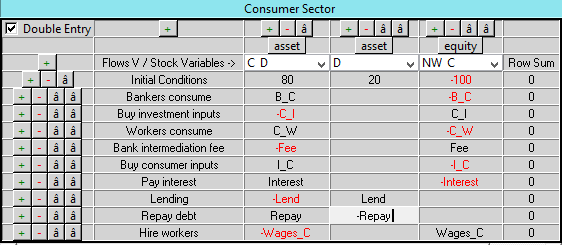 Consumer Sector
Double Entry + + + +
asset asset equity
+ Flows V / Stock Variables -> C_D D NW_C Row Sum
+ - â Initial Conditions 80 20 -100 0
+ - â â Bankers consume B_C -B_C 0
+ - â â Buy investment inputs -C_I C_I 0
+ - â â Workers consume C_W -C_W 0
+ - â â Bank intermediation fee -Fee Fee 0
+ - â â Buy consumer inputs I_C -I_C 0
+ - â â Pay interest Interest -Interest 0
+ - â â Lending -Lend Lend 0
+ - â â Repay debt Repay -Repay 0
+ - â Hire workers -Wages_C Wages_C 0